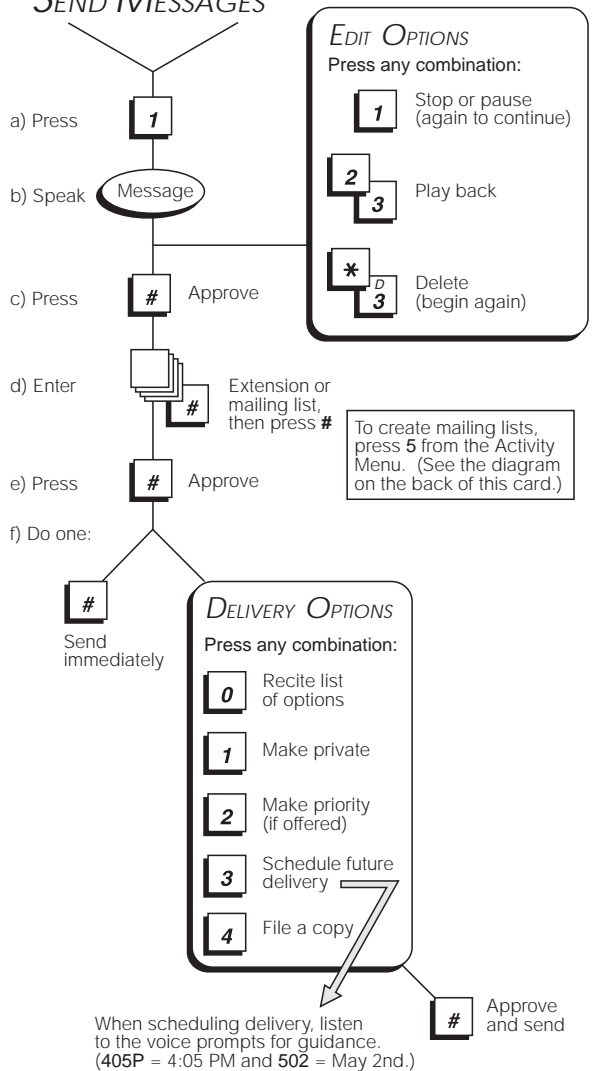 SEND MESSAGES
a) Press
1
b) Speak
Message
EDIT OPTIONS
Press any combination:
1
Stop or pause
(again to continue)
2
3
Play back
*
D
3
Delete
(begin again)
c) Press
#
Approve
d) Enter
#
Extension or
mailing list,
then press #
To create mailing lists,
press 5 from the Activity
Menu. (See the diagram
on the back of this card.)
e) Press
#
Approve
f) Do one:
#
Send
immediately
DELIVERY OPTIONS
Press any combination:
0
Recite list
of options
1
Make private
2
Make priority
(if offered)
3
Schedule future
delivery
4
File a copy
#
Approve
and send
When scheduling delivery, listen
to the voice prompts for guidance.
(405P = 4:05 PM and 502 = May 2nd.)